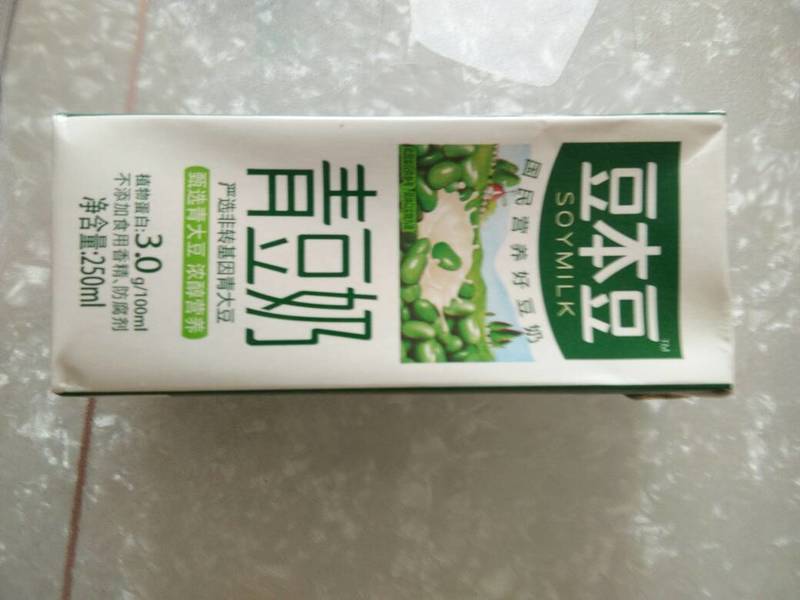 豆本豆
TM
SOYMILK
国民营养好豆奶
青豆奶
严选非转基因青大豆
甄选青大豆 浓醇营养
植物蛋白:3.0g/100ml
不添加食用香精、防腐剂
净含量:250ml